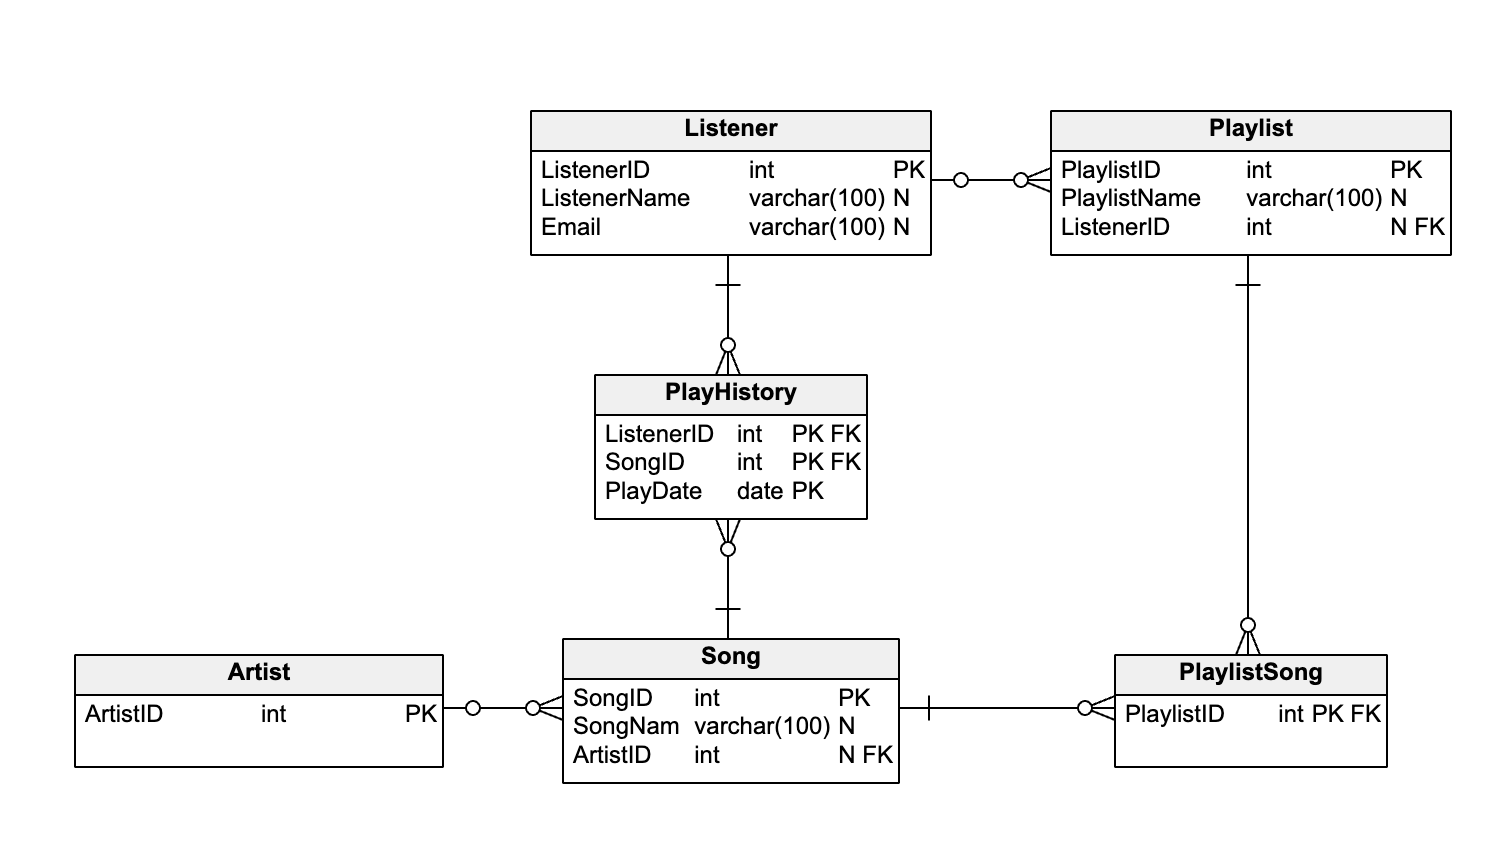 Listener
ListenerID int PK
ListenerName varchar(100) N
Email varchar(100) N
Playlist
PlaylistID int PK
PlaylistName varchar(100) N
ListenerID int N FK
PlayHistory
ListenerID int PK FK
SongID int PK FK
PlayDate date PK
Artist
ArtistID int PK
Song
SongID int PK
SongNam varchar(100) N
ArtistID int N FK
PlaylistSong
PlaylistID int PK FK